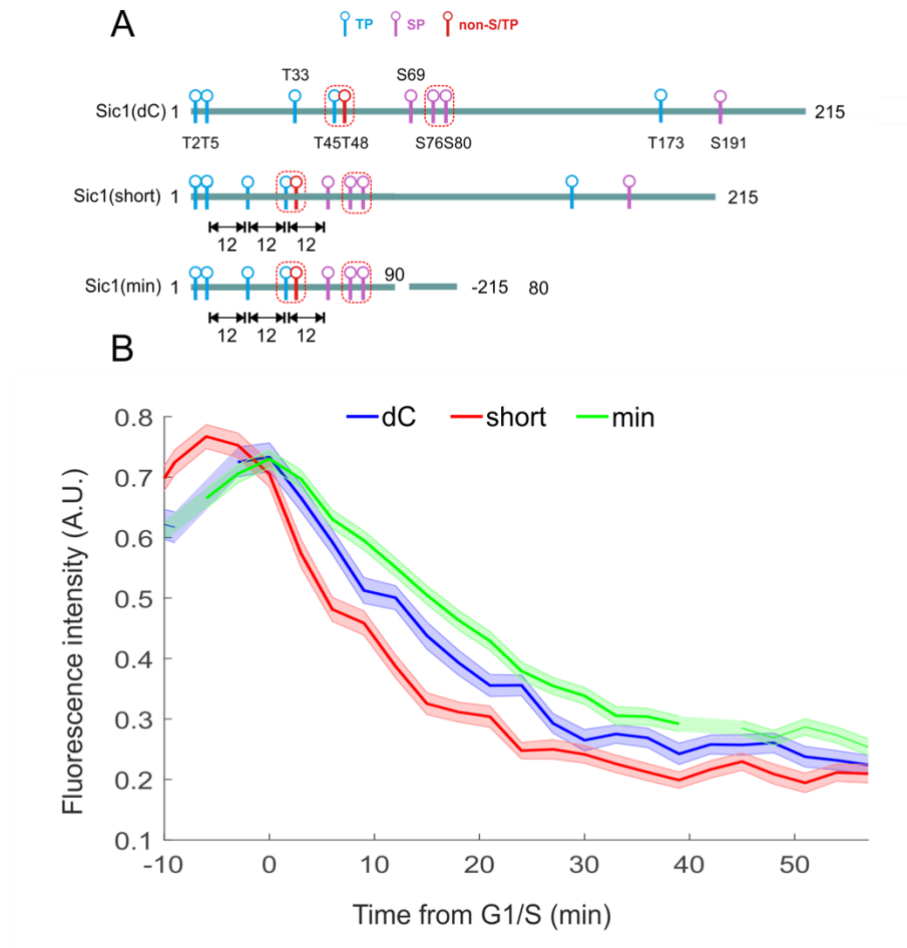 A
TP SP non-S/TP
T33 S69
Sic1(dC) 1 215
T2T5 T45T48 S76S80 T173 S191
Sic1(short) 1 215
12 12 12
Sic1(min) 1 90 -215 80
12 12 12
B
dC short min
0.8
0.7
0.6
0.5
0.4
0.3
0.2
0.1
Fluorescence intensity (A.U.)
-10 0 10 20 30 40 50
Time from G1/S (min)